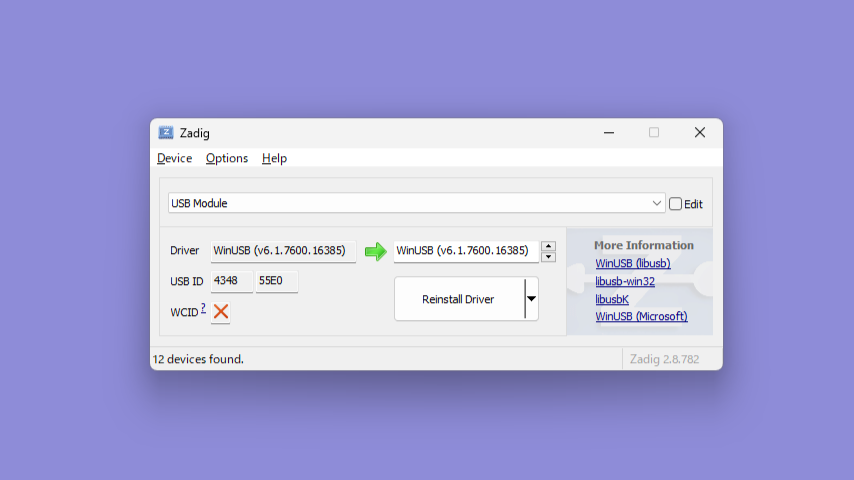 Zadig
Device Options Help
USB Module
Edit
Driver WinUSB (v6.1.7600.16385) WinUSB (v6.1.7600.16385)
USB ID 4348 55E0
WCID ?
Reinstall Driver
More Information
WinUSB (libusb)
libusb-win32
libusbK
WinUSB (Microsoft)
12 devices found.
Zadig 2.8.782